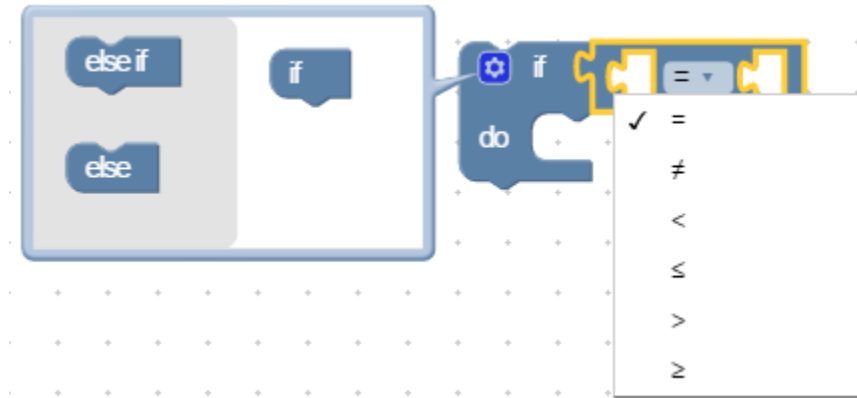 else if
if
else
if
= ▾
do
✓ =
≠
<
≤
>
≥